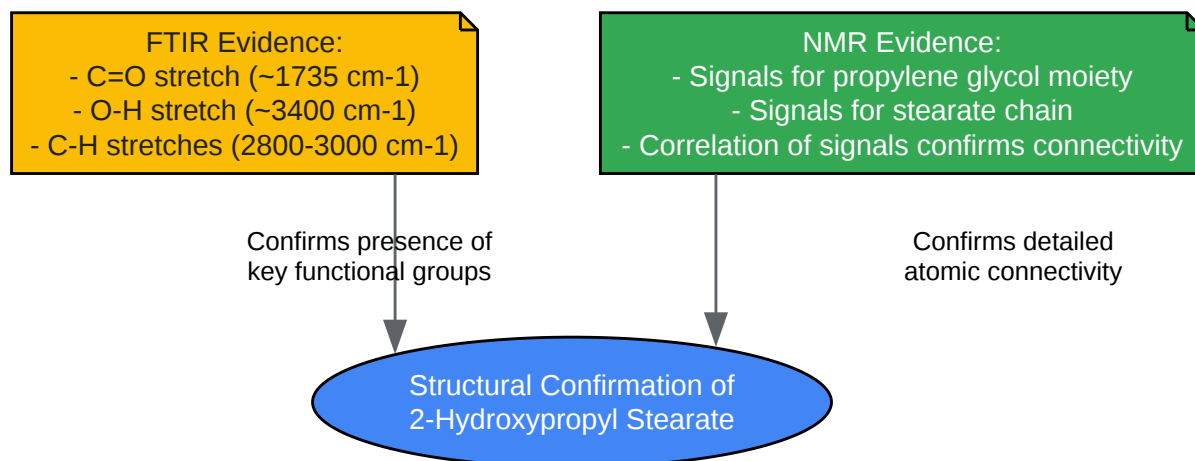 FTIR Evidence:
- C=O stretch (~1735 cm-1)
- O-H stretch (~3400 cm-1)
- C-H stretches (2800-3000 cm-1)
NMR Evidence:
- Signals for propylene glycol moiety
- Signals for stearate chain
- Correlation of signals confirms connectivity
Confirms presence of
key functional groups
Confirms detailed
atomic connectivity
Structural Confirmation of
2-Hydroxypropyl Stearate